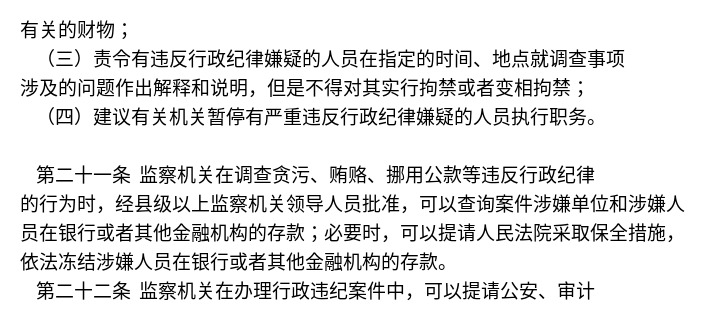 有关的财物；
（三）责令有违反行政纪律嫌疑的人员在指定的时间、地点就调查事项
涉及的问题作出解释和说明，但是不得对其实行拘禁或者变相拘禁；
（四）建议有关机关暂停有严重违反行政纪律嫌疑的人员执行职务。
第二十一条 监察机关在调查贪污、贿赂、挪用公款等违反行政纪律
的行为时，经县级以上监察机关领导人员批准，可以查询案件涉嫌单位和涉嫌人
员在银行或者其他金融机构的存款；必要时，可以提请人民法院采取保全措施，
依法冻结涉嫌人员在银行或者其他金融机构的存款。
第二十二条 监察机关在办理行政违纪案件中，可以提请公安、审计